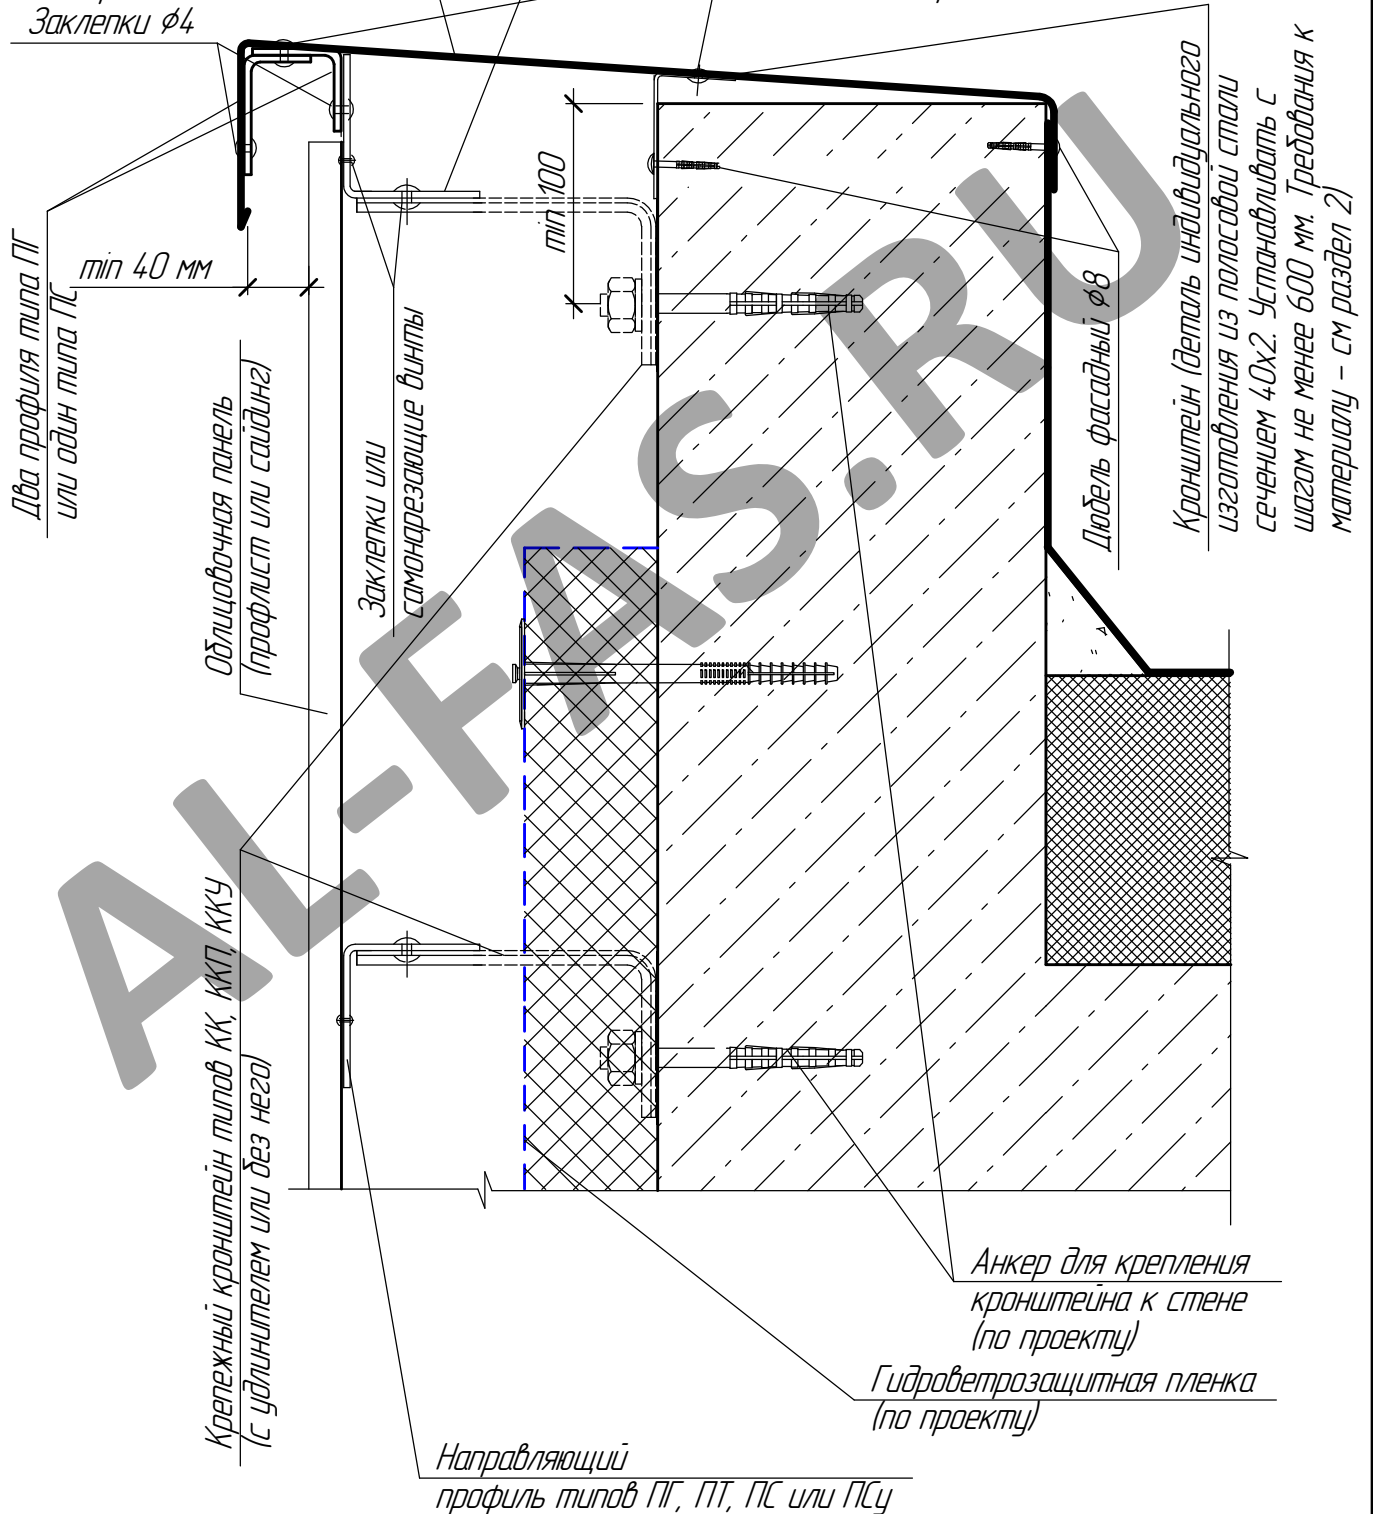 Заклепки ϕ4
Два профиля типа ПГ
или один типа ПС
min 40 мм
Облицовочная панель
(профлист или сайдинг)
Заклепки или
самонарезающие винты
min 100
Дюбель фасадный ϕ8
Кронштейн (деталь индивидуального
изготовления из полосовой стали
сечением 40х2. Устанавливать с
шагом не менее 600 мм. Требования к
материалу - см раздел 2)
AL-FAS.RU
Крепежный кронштейн типов КК, ККП, ККУ
(с удлинителем или без него)
Анкер для крепления
кронштейна к стене
(по проекту)
Гидроветрозащитная пленка
(по проекту)
Направляющий
профиль типов ПГ, ПТ, ПС или ПСу